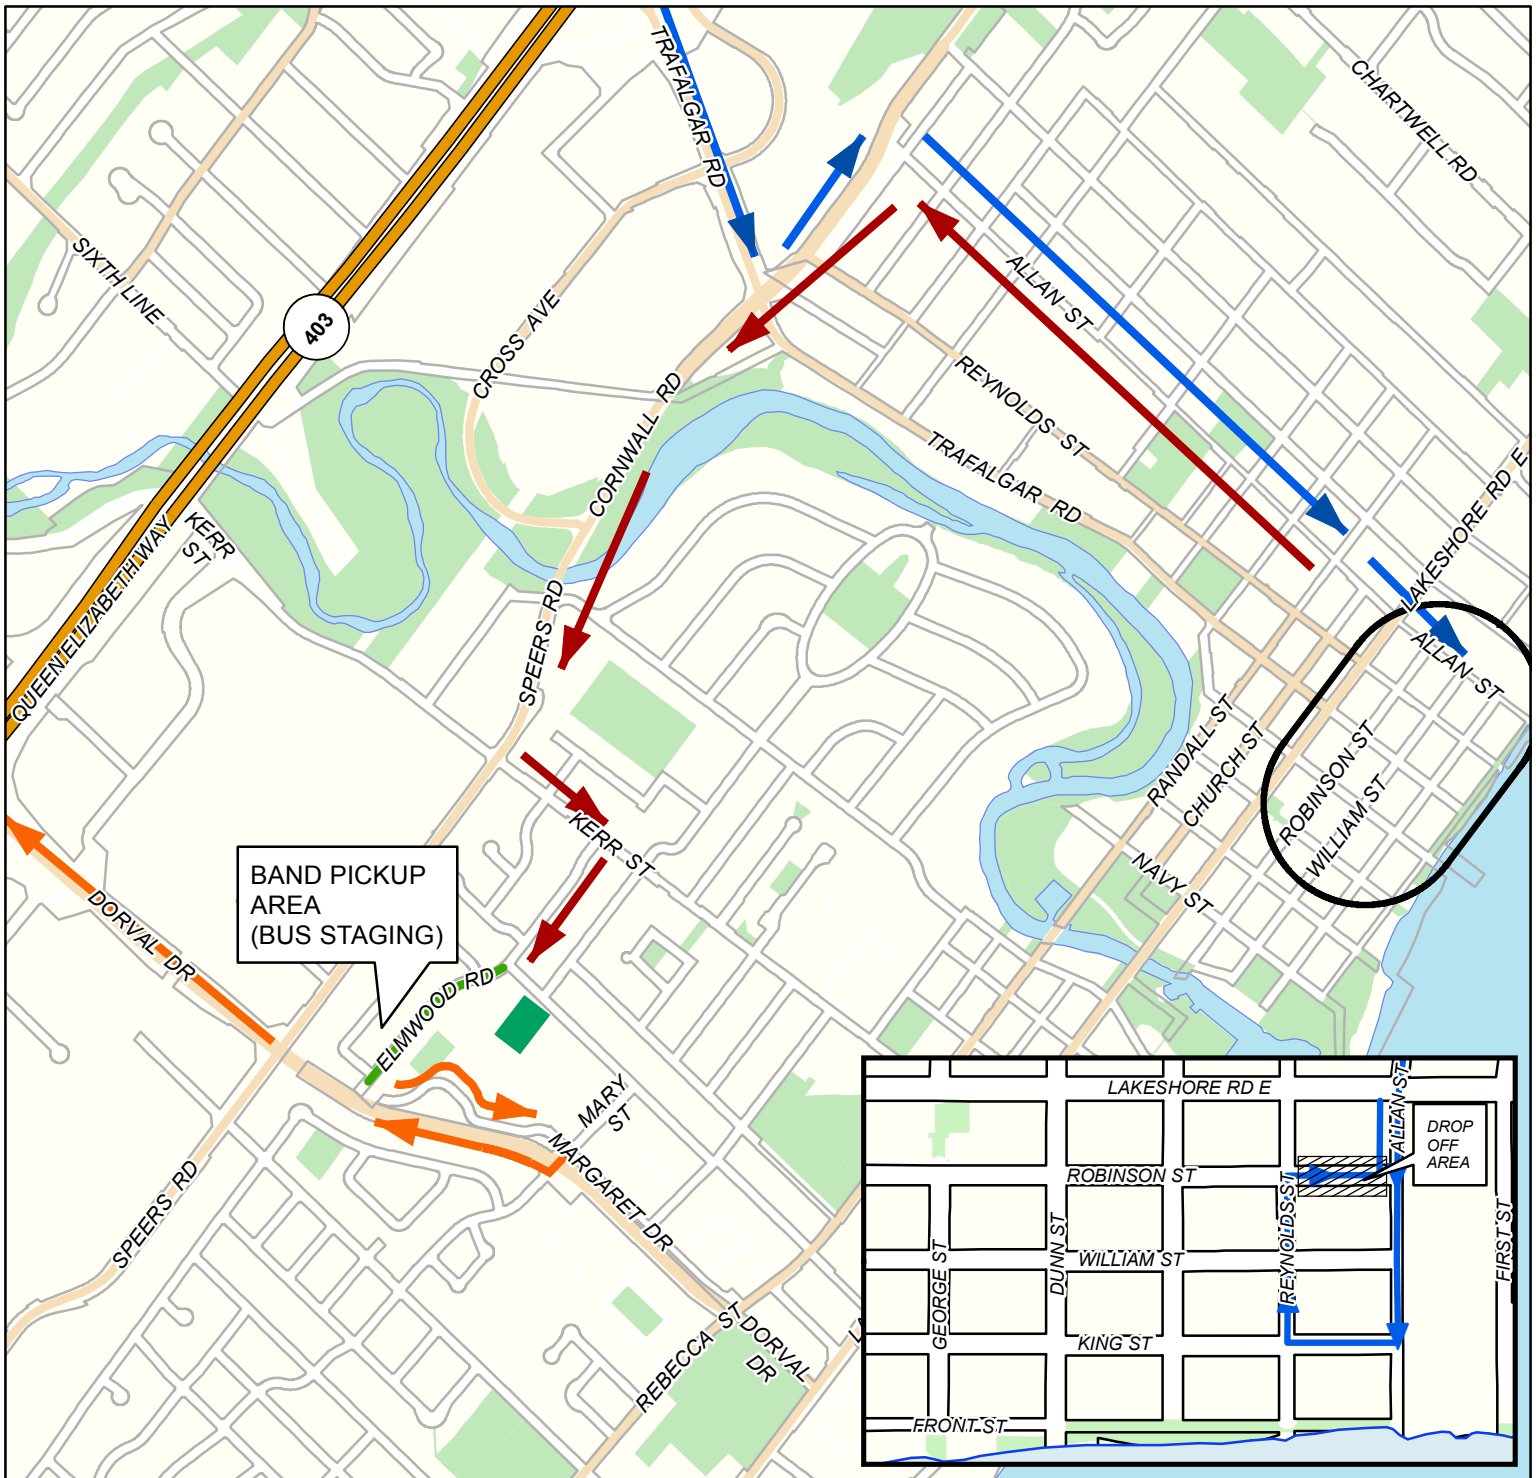 TRAFALGAR RD
CHARTWELL RD
SIXTH LINE
403
CROSS AVE
ALLAN ST
REYNOLDS ST
CORNWALL RD
TRAFALGAR RD
LAKESHORE RD E
KERR
ST
QUEEN ELIZABETH WAY
SPEERS RD
ALLAN ST
RANDALL ST
CHURCH ST
ROBINSON ST
WILLIAM ST
NAVY ST
KERR ST
BAND PICKUP
AREA
(BUS STAGING)
DORVAL DR
ELMWOOD RD
MARY
ST
MARGARET DR
SPEERS RD
REBECCA ST
DORVAL
DR
LAKESHORE RD E
ALLAN ST
DROP
OFF
AREA
ROBINSON ST
REYNOLDS ST
FIRST ST
DUNN ST
GEORGE ST
WILLIAM ST
KING ST
FRONT ST